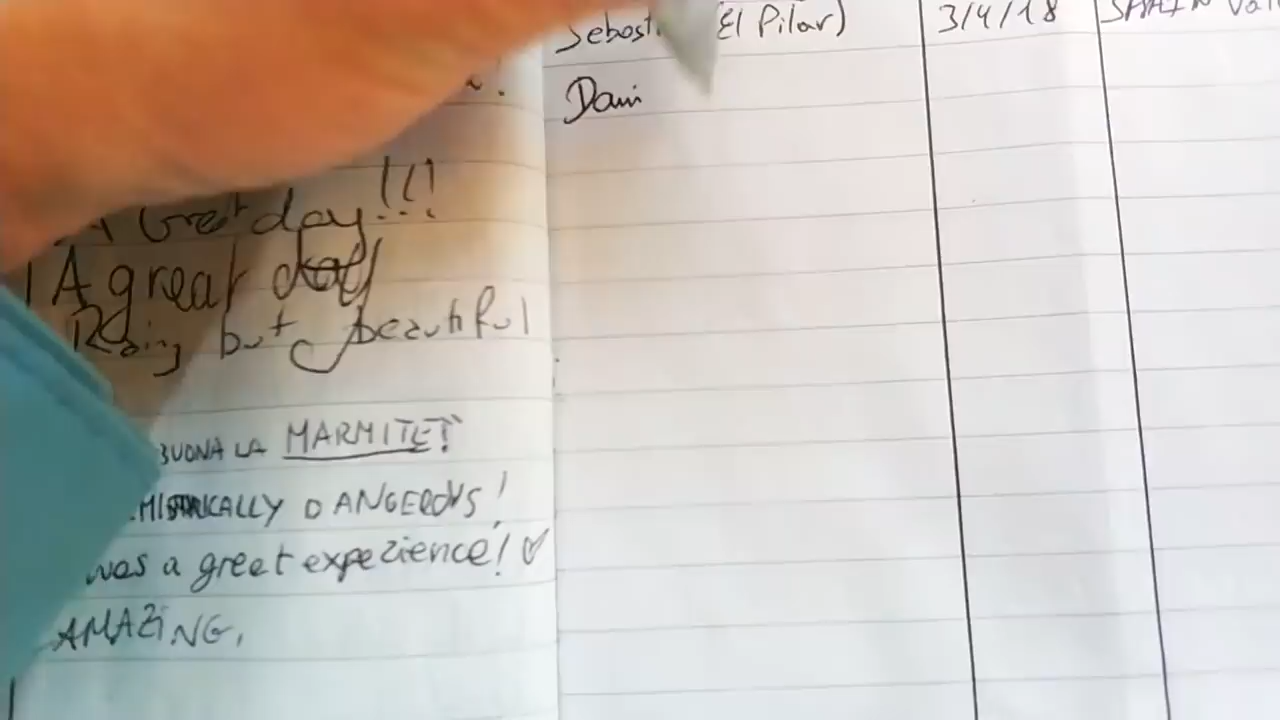 (El Pilar) 3/4/18
Dani
A Great day!!!
A great day
but beautiful
BUONA LA MARMITE!
DANGEROUS!
was a great experience!
AMAZING,